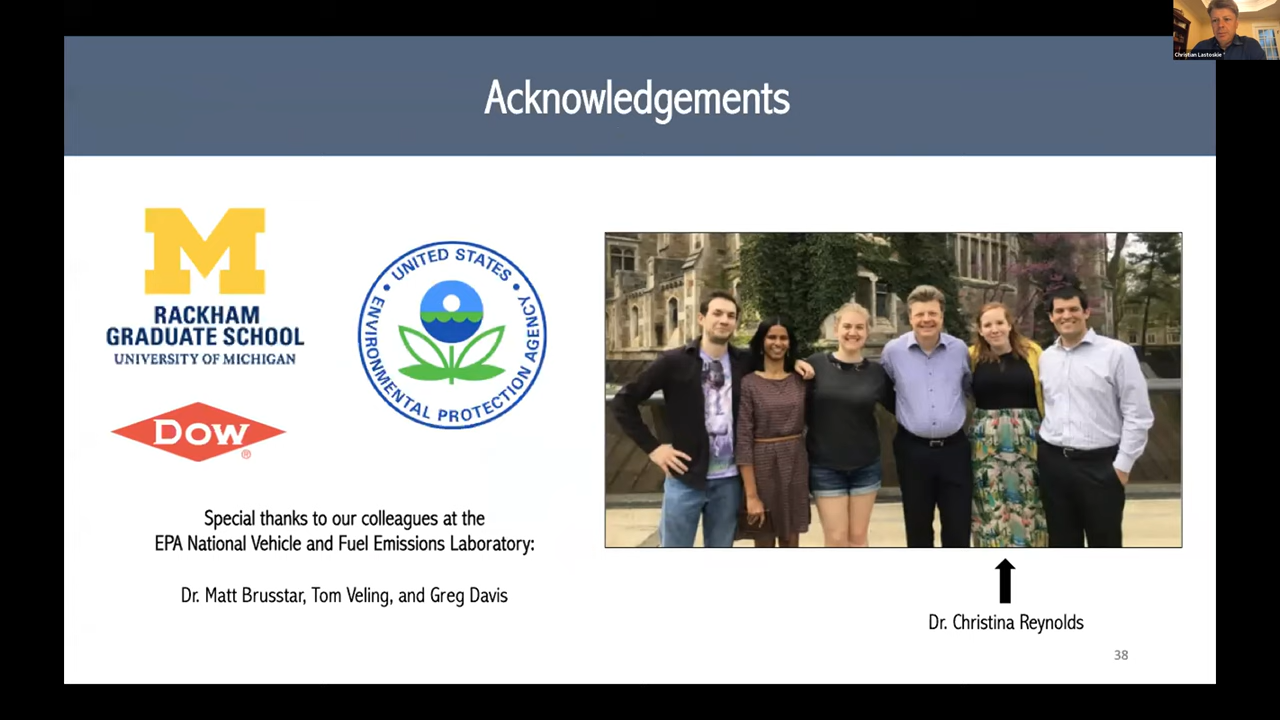 Christian Lastoskie
Acknowledgements
M
RACKHAM
GRADUATE SCHOOL
UNIVERSITY OF MICHIGAN
UNITED STATES
ENVIRONMENTAL PROTECTION AGENCY
Dow
®
Special thanks to our colleagues at the
EPA National Vehicle and Fuel Emissions Laboratory:
Dr. Matt Brusstar, Tom Veling, and Greg Davis
Dr. Christina Reynolds
38